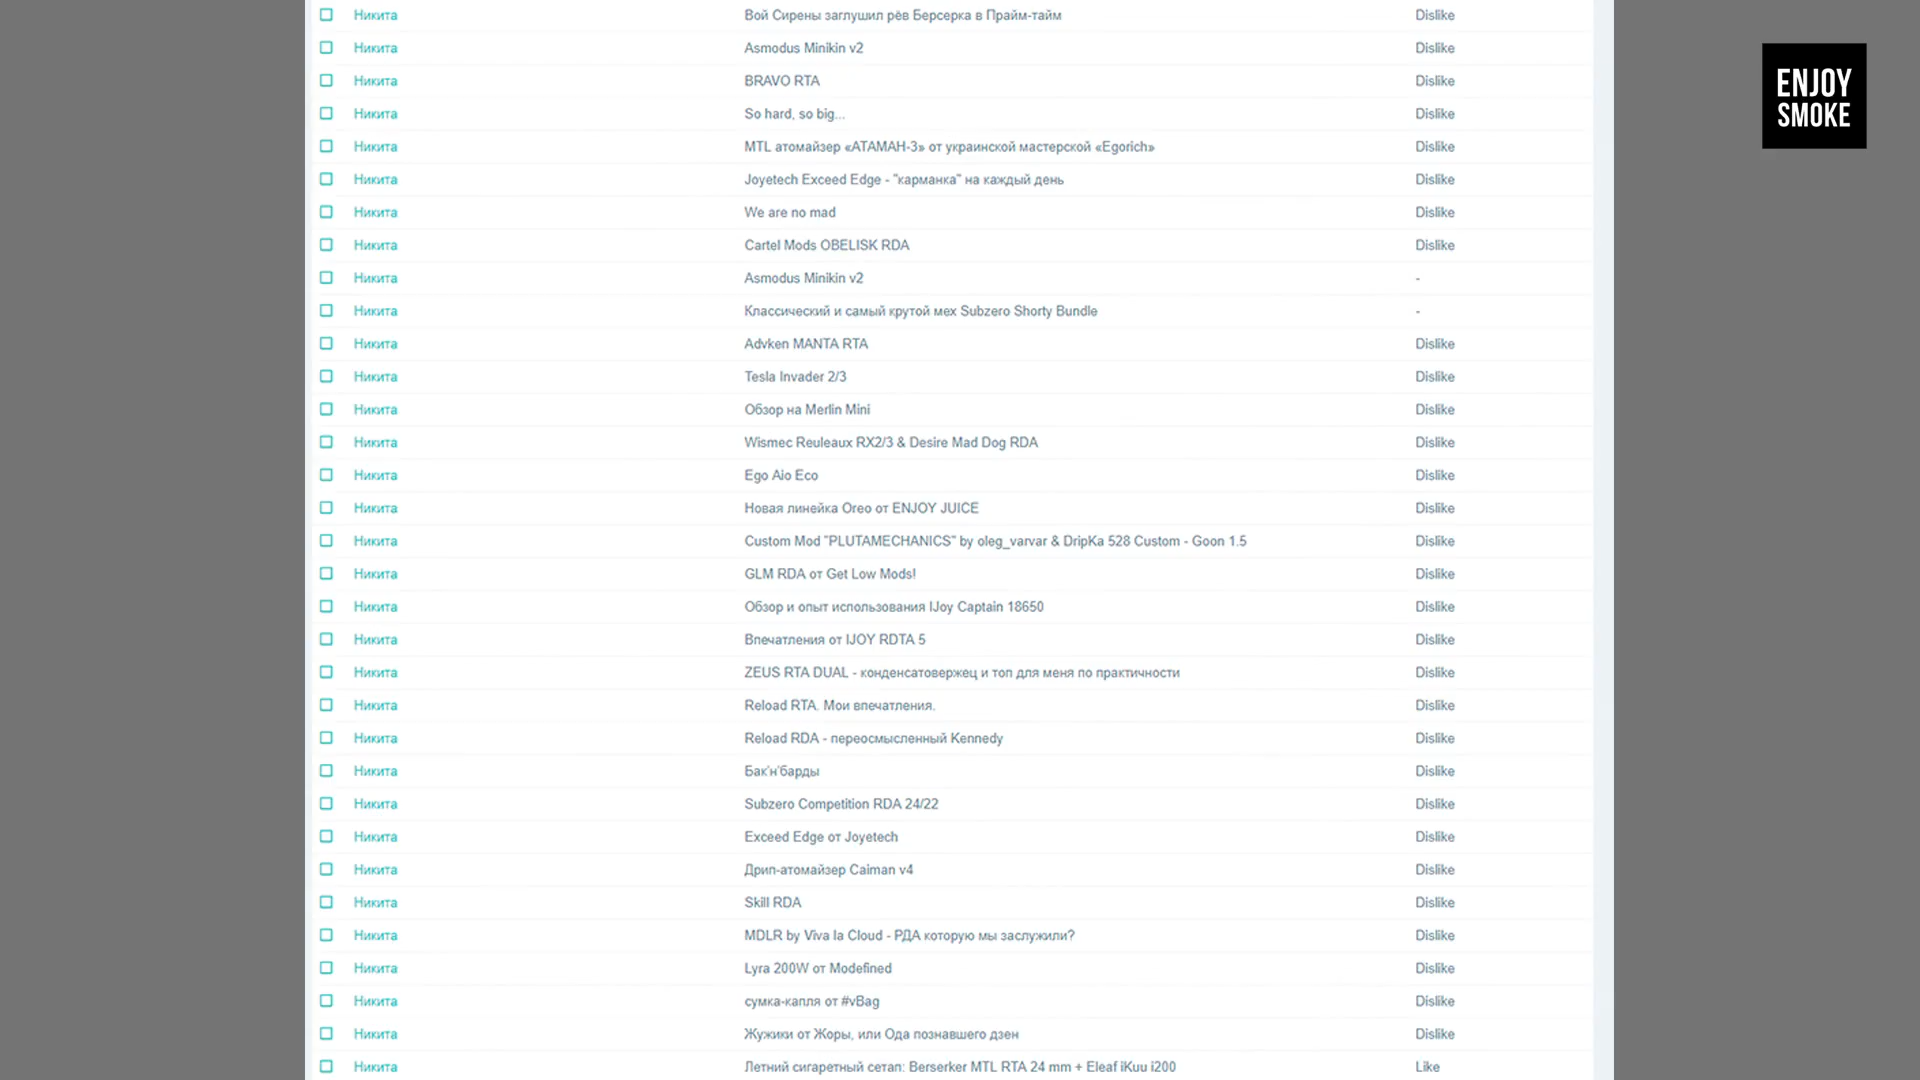 Никита Вой Сирены заглушил рёв Берсерка в Прайм-тайм Dislike
Никита Asmodus Minikin v2 Dislike
Никита BRAVO RTA Dislike
Никита So hard, so big... Dislike
Никита MTL атомайзер «АТАМАН-3» от украинской мастерской «Egorich» Dislike
Никита Joyetech Exceed Edge - "карманка" на каждый день Dislike
Никита We are no mad Dislike
Никита Cartel Mods OBELISK RDA Dislike
Никита Asmodus Minikin v2 -
Никита Классический и самый крутой мех Subzero Shorty Bundle -
Никита Advken MANTA RTA Dislike
Никита Tesla Invader 2/3 Dislike
Никита Обзор на Merlin Mini Dislike
Никита Wismec Reuleaux RX2/3 & Desire Mad Dog RDA Dislike
Никита Ego Aio Eco Dislike
Никита Новая линейка Oreo от ENJOY JUICE Dislike
Никита Custom Mod "PLUTAMECHANICS" by oleg_varvar & DripKa 528 Custom - Goon 1.5 Dislike
Никита GLM RDA от Get Low Mods! Dislike
Никита Обзор и опыт использования IJoy Captain 18650 Dislike
Никита Впечатления от IJOY RDTA 5 Dislike
Никита ZEUS RTA DUAL - конденсатовержец и топ для меня по практичности Dislike
Никита Reload RTA. Мои впечатления. Dislike
Никита Reload RDA - переосмысленный Kennedy Dislike
Никита Бак'н'барды Dislike
Никита Subzero Competition RDA 24/22 Dislike
Никита Exceed Edge от Joyetech Dislike
Никита Дрип-атомайзер Caiman v4 Dislike
Никита Skill RDA Dislike
Никита MDLR by Viva la Cloud - РДА которую мы заслужили? Dislike
Никита Lyra 200W от Modefined Dislike
Никита сумка-капля от #vBag Dislike
Никита Жужики от Жоры, или Ода познавшего дзен Dislike
Никита Летний сигаретный сетап: Berserker MTL RTA 24 mm + Eleaf iKuu i200 Like
ENJOY
SMOKE